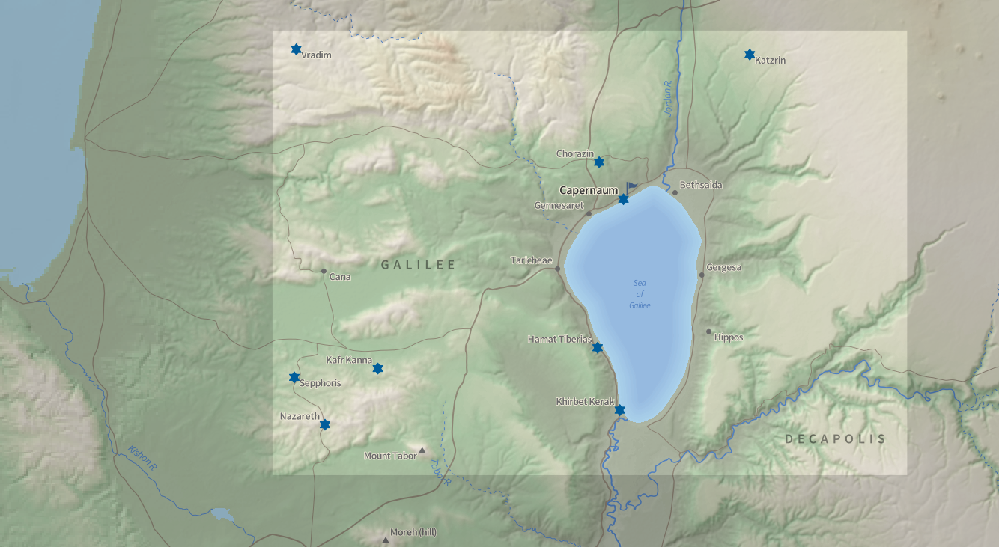 Vradim
Katzrin
Jordan R.
Chorazin
Bethsaida
Capernaum
Gennesaret
Taricheae
GALILEE
Gergesa
Cana
Sea
of
Galilee
Hippos
Hamat Tiberias
Kafr Kanna
Sepphoris
Khirbet Kerak
Nazareth
DECAPOLIS
Mount Tabor
Kishon R.
Tabor R.
Moreh (hill)